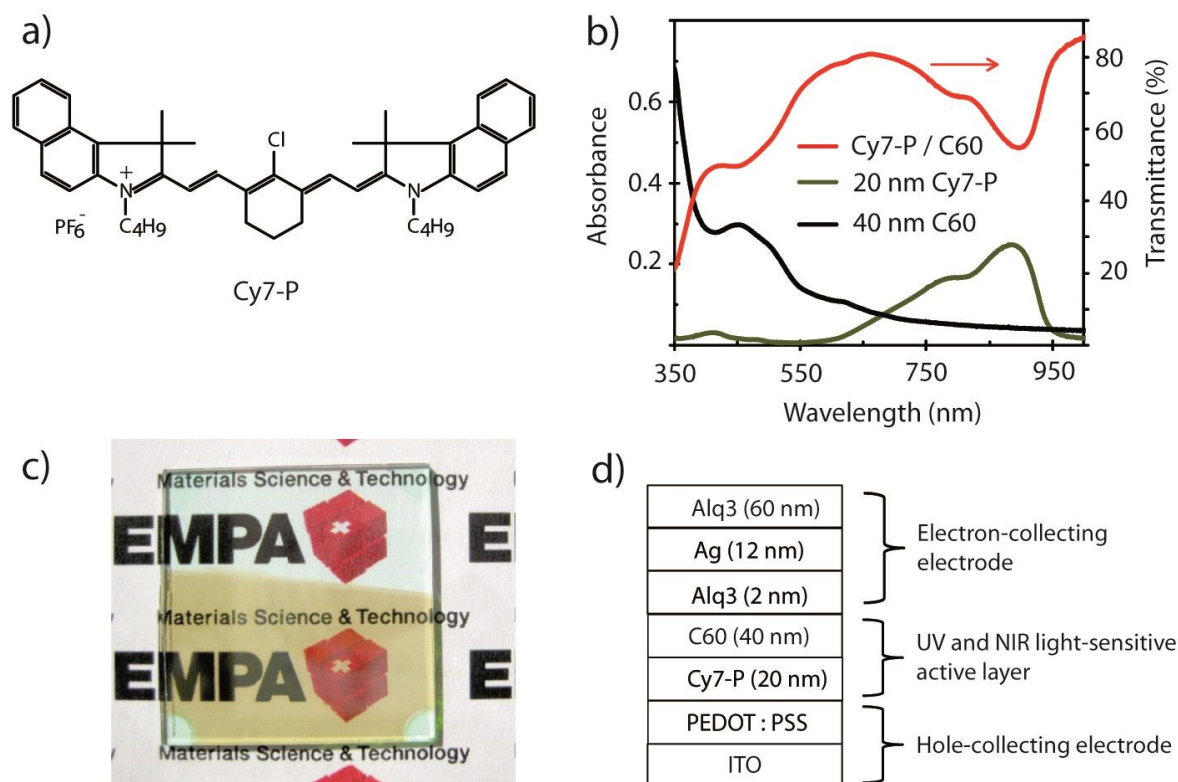 a)
Cl
N
+
N
PF6-
C4H9
C4H9
Cy7-P
b)
Absorbance
0.6
0.4
0.2
80
60
40
20
Transmittance (%)
Cy7-P / C60
20 nm Cy7-P
40 nm C60
350
550
750
950
Wavelength (nm)
c)
Materials Science & Technology
EMPA
E
Materials Science & Technology
EMPA
E
Materials Science & Technology
d)
Alq3 (60 nm)
Ag (12 nm)
Alq3 (2 nm)
C60 (40 nm)
Cy7-P (20 nm)
PEDOT : PSS
ITO
Electron-collecting
electrode
UV and NIR light-sensitive
active layer
Hole-collecting electrode